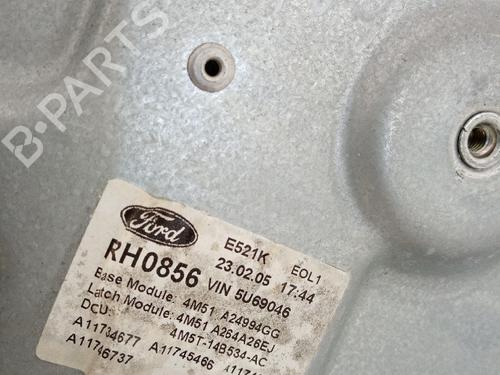 B-PARTS
Ford
E521K EOL1
RH0856 23.02.05 17:44
VIN 5U69046
Base Module: 4M51 A24994GG
Latch Module: 4M51 A264A26EJ
DCU: 4M5T-14B534-AC
A11734677 A11745466
A11746737